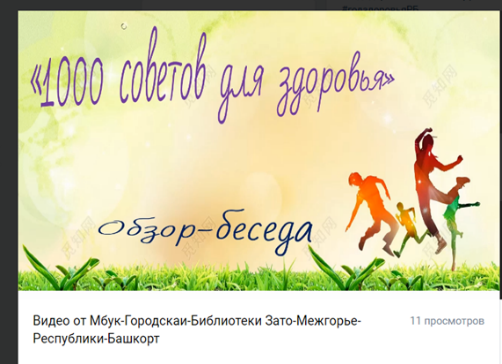 «1000 советов для здоровья»
Обзор-беседа
Видео от Мбук-Городскаи-Библиотеки Зато-Межгорье-
Республики-Башкорт
11 просмотров